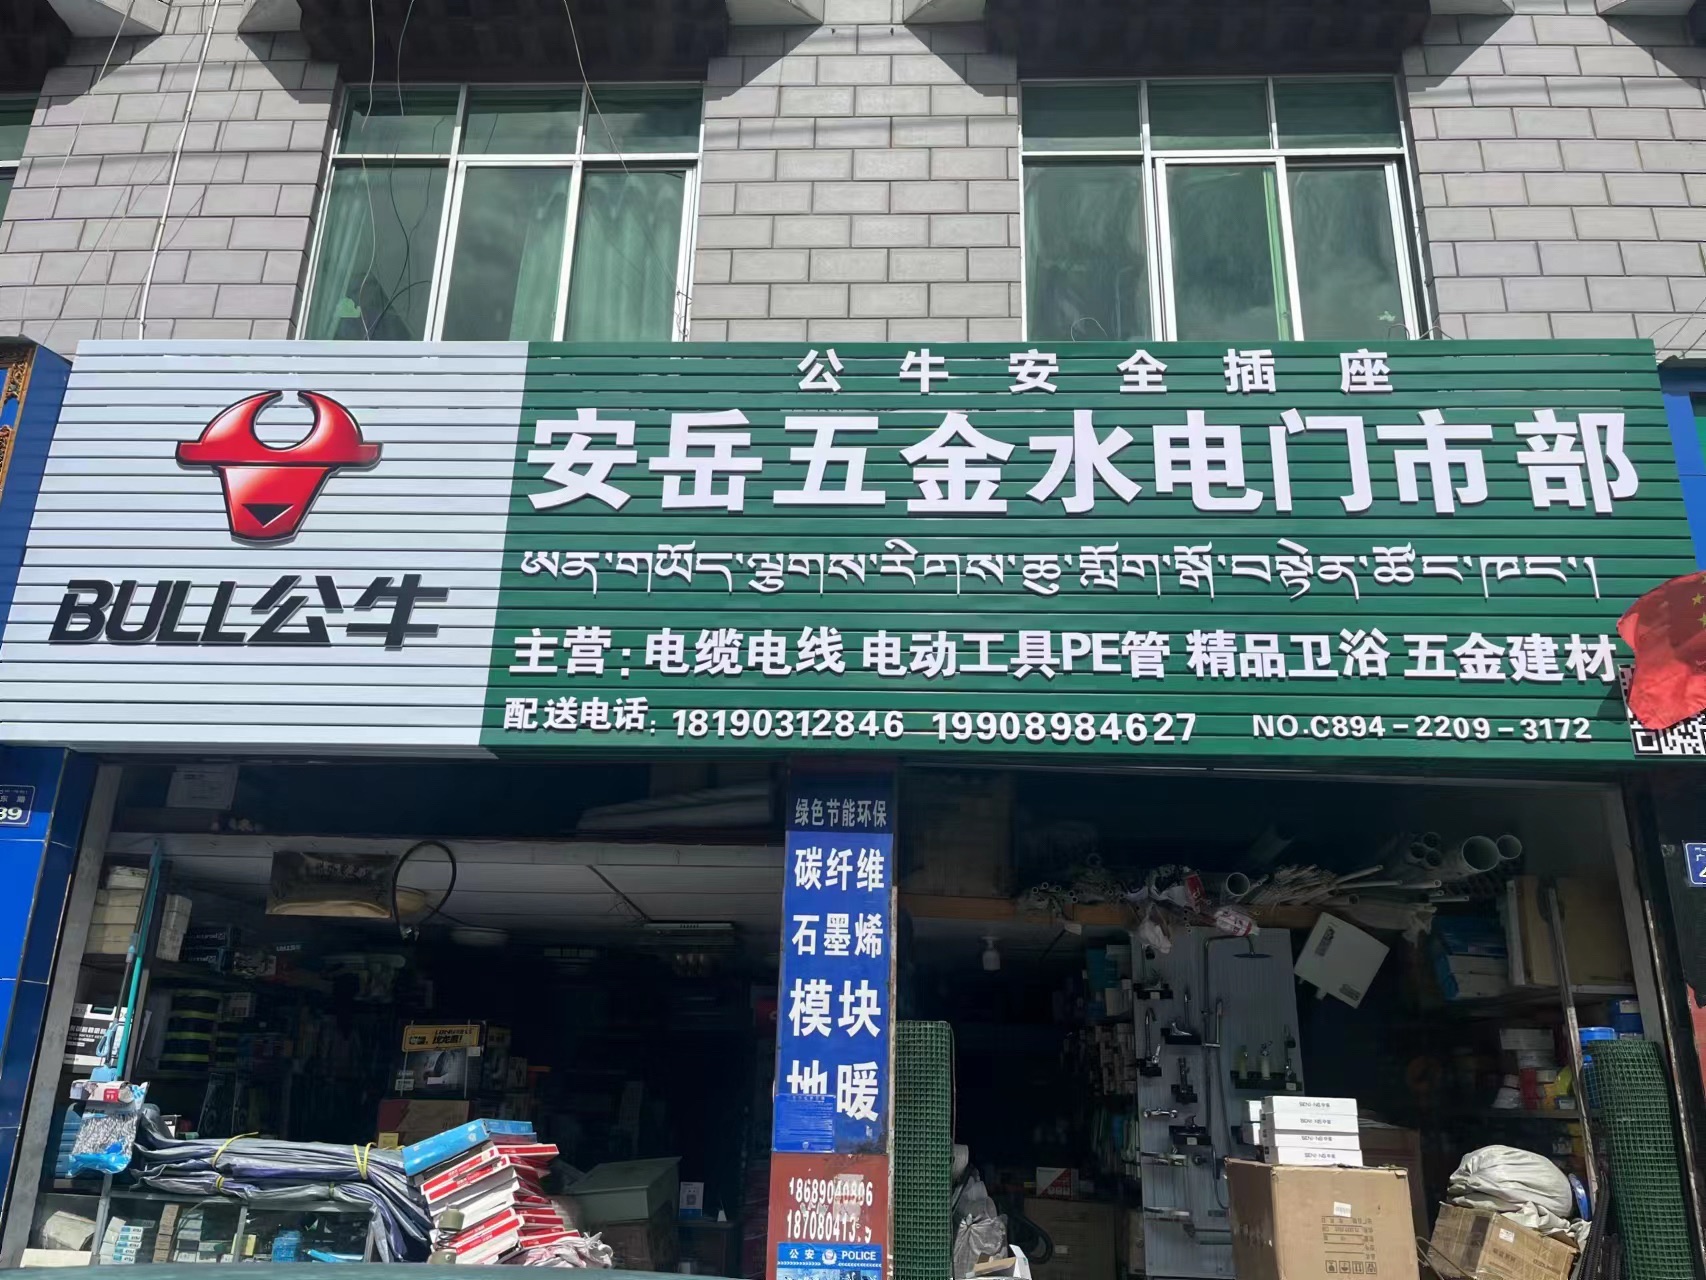 公牛安全插座
安岳五金水电门市部
BULL公牛
ཨན་གཡོད་ལྕགས་རིགས་ཆུ་གློག་སྒོ་བསྟེན་ཚོང་ཁང་།
主营:电缆电线 电动工具PE管 精品卫浴 五金建材
配送电话: 18190312846 19908984627 NO.C894-2209-3172
绿色节能环保
碳纤维
石墨烯
模块
地暖
公安 POLICE